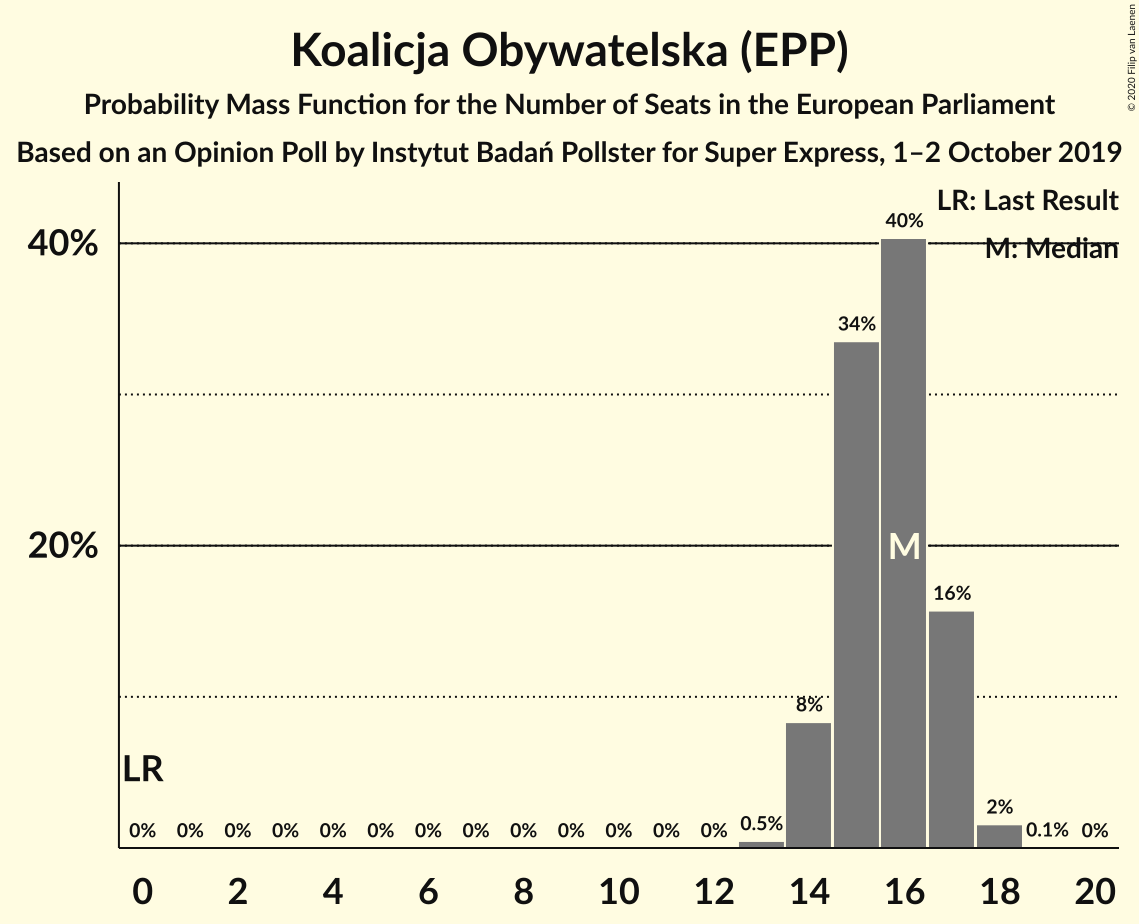 Koalicja Obywatelska (EPP)
Probability Mass Function for the Number of Seats in the European Parliament
Based on an Opinion Poll by Instytut Badań Pollster for Super Express, 1–2 October 2019
© 2020 Filip van Laenen
LR: Last Result
M: Median
40%
20%
40%
34%
M
16%
8%
LR
0% 0% 0% 0% 0% 0% 0% 0% 0% 0% 0% 0% 0% 0.5% 2% 0.1% 0%
0 2 4 6 8 10 12 14 16 18 20